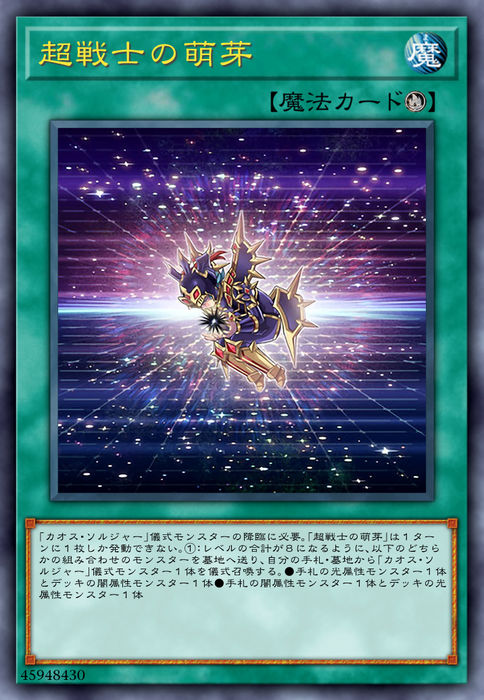 超戦士の萌芽
魔
【魔法カード】
「カオス・ソルジャー」儀式モンスターの降臨に必要。「超戦士の萌芽」は１ター
ンに１枚しか発動できない。①：レベルの合計が８になるように、以下のどちら
かの組み合わせのモンスターを墓地へ送り、自分の手札・墓地から「カオス・ソ
ルジャー」儀式モンスター１体を儀式召喚する。●手札の光属性モンスター１体
とデッキの闇属性モンスター１体●手札の闇属性モンスター１体とデッキの光
属性モンスター１体
45948430